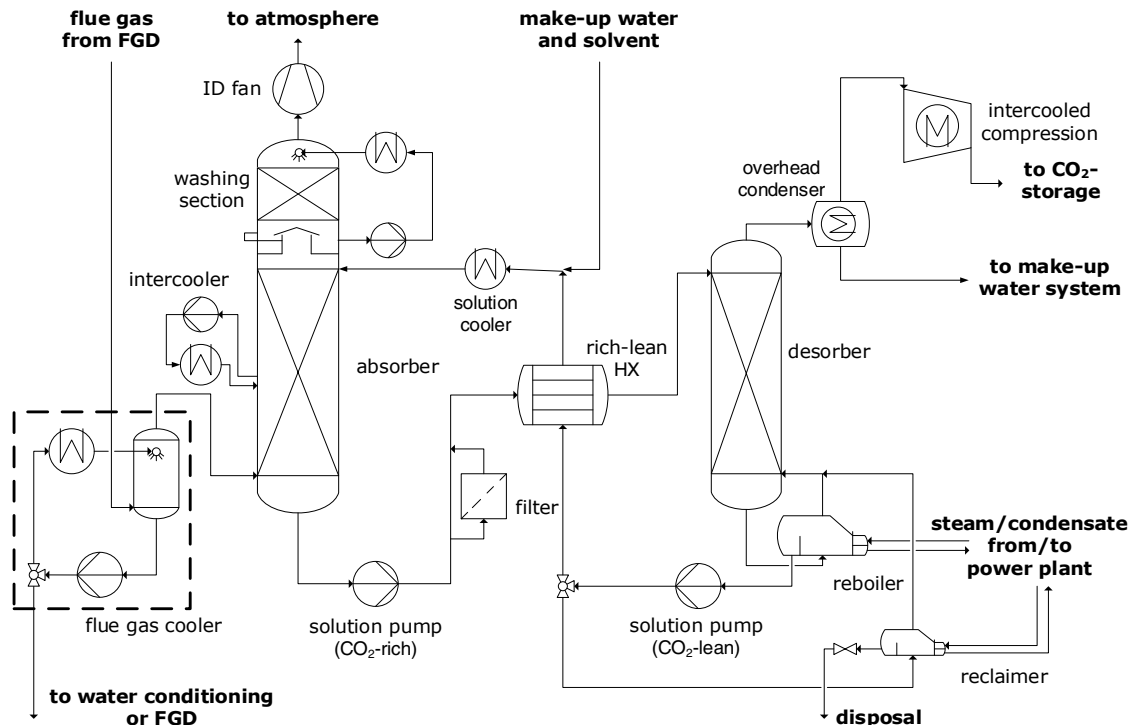 flue gas
from FGD
to atmosphere
make-up water
and solvent
ID fan
washing
section
overhead
condenser
intercooled
compression
to CO₂-
storage
to make-up
water system
intercooler
solution
cooler
absorber
rich-lean
HX
desorber
filter
steam/condensate
from/to
power plant
reboiler
flue gas cooler
solution pump
(CO₂-rich)
solution pump
(CO₂-lean)
reclaimer
to water conditioning
or FGD
disposal